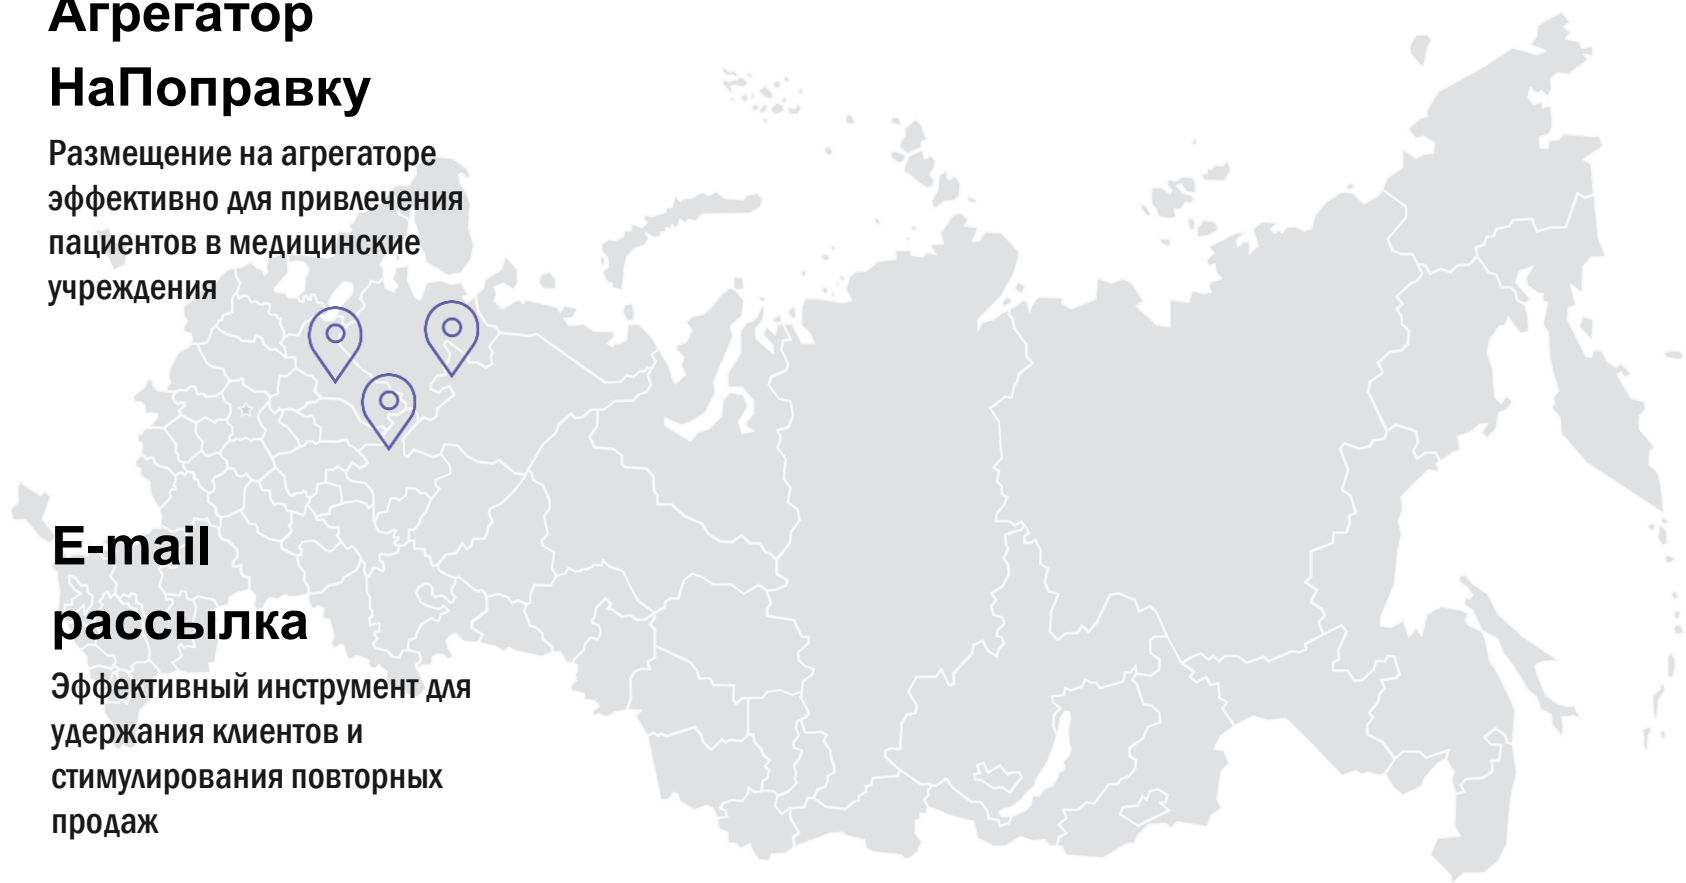 Агрегатор
НаПоправку
Размещение на агрегаторе
эффективно для привлечения
пациентов в медицинские
учреждения
E-mail
рассылка
Эффективный инструмент для
удержания клиентов и
стимулирования повторных
продаж